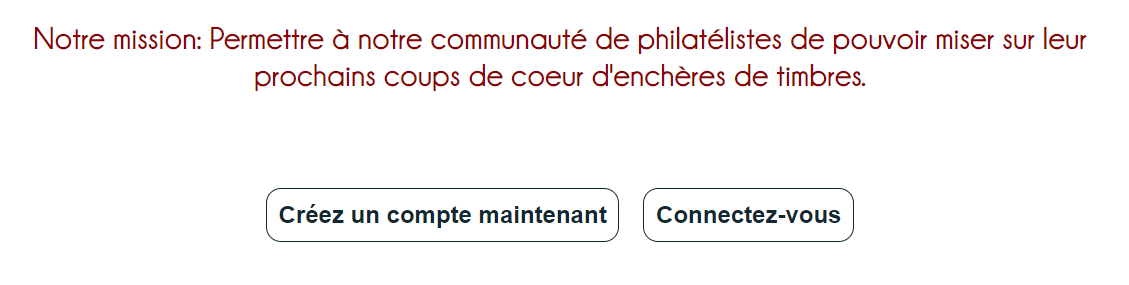 Notre mission: Permettre à notre communauté de philatélistes de pouvoir miser sur leur
prochains coups de coeur d'enchères de timbres.
Créez un compte maintenant
Connectez-vous